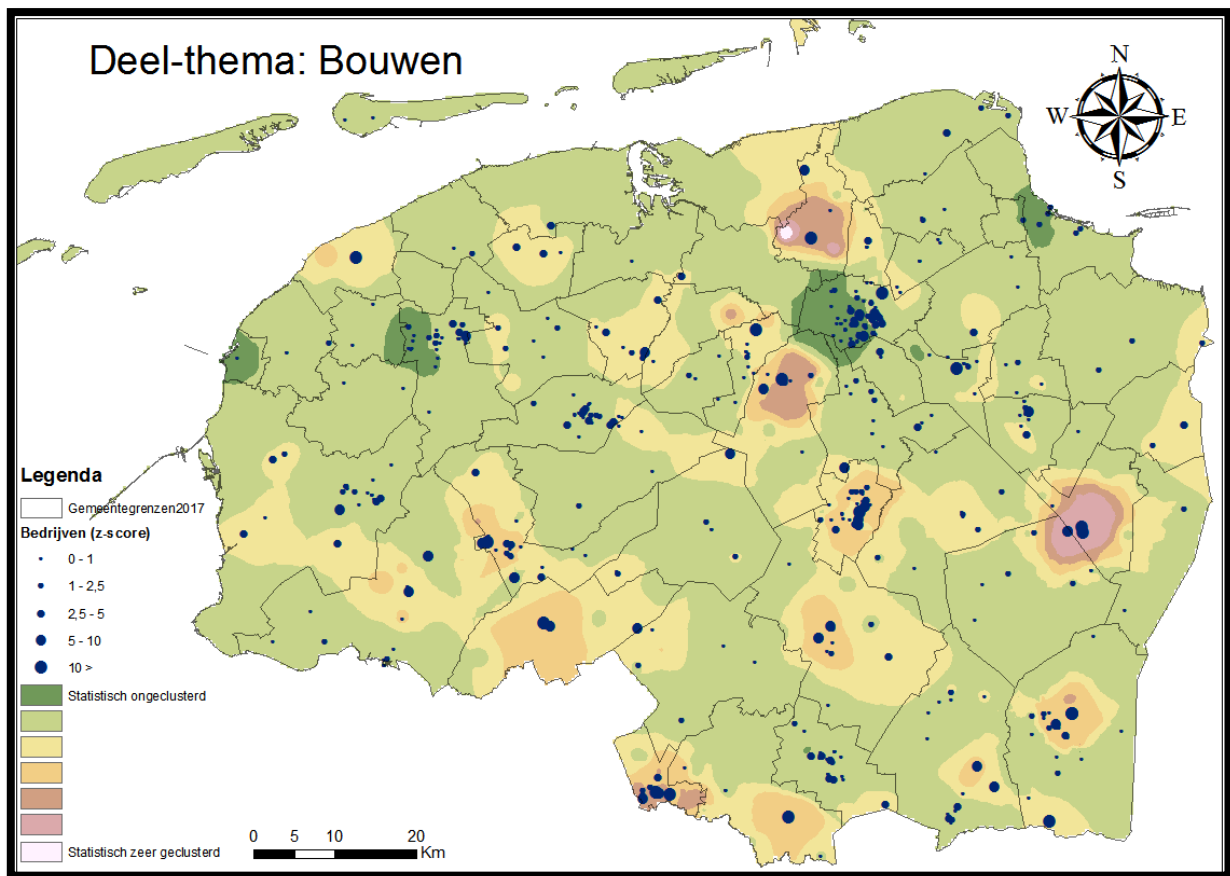 Deel-thema: Bouwen
N
W E
S
Legenda
Gemeentegrenzen2017
Bedrijven (z-score)
0 - 1
1 - 2,5
2,5 - 5
5 - 10
10 >
Statistisch ongeclusterd
Statistisch zeer geclusterd
0 5 10 20
Km